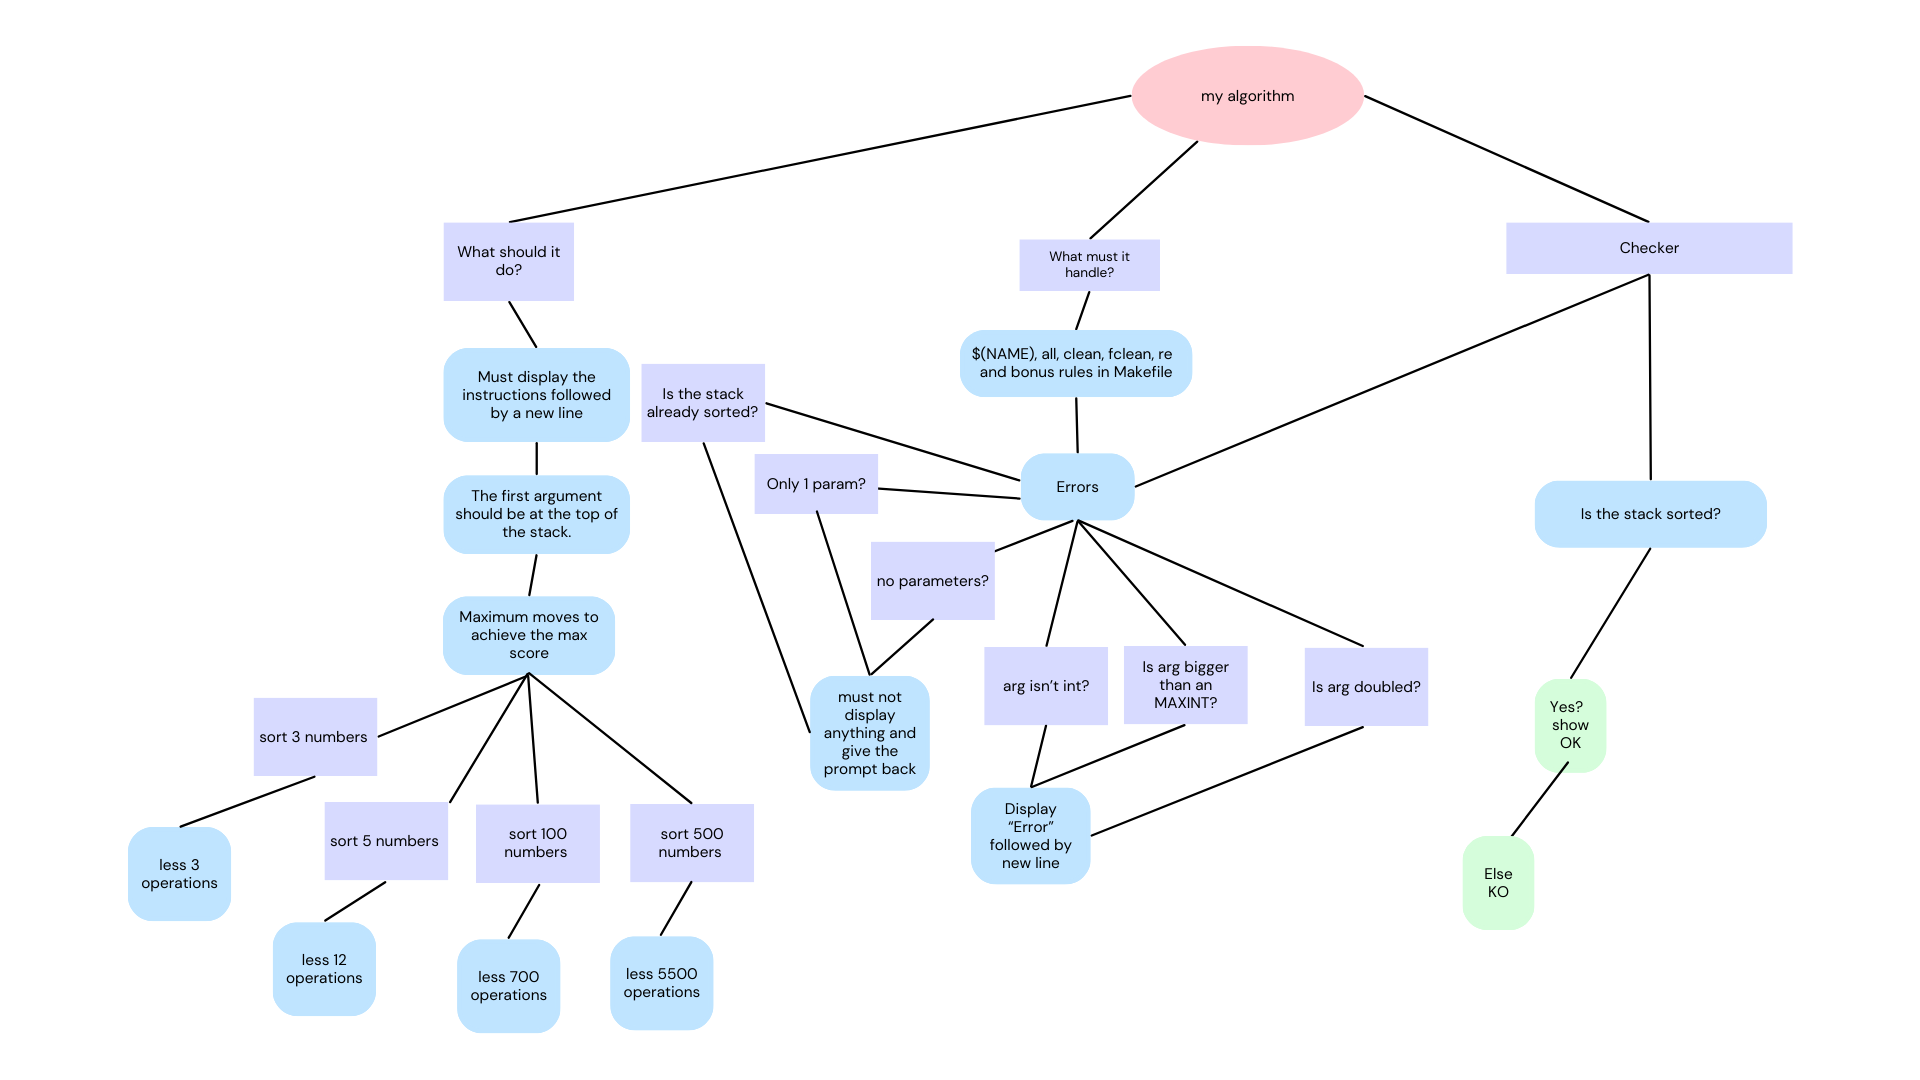 my algorithm
What should it
do?
What must it
handle?
Checker
Must display the
instructions followed
by a new line
$(NAME), all, clean, fclean, re
and bonus rules in Makefile
Is the stack
already sorted?
Only 1 param?
Errors
The first argument
should be at the top of
the stack.
Is the stack sorted?
no parameters?
Maximum moves to
achieve the max
score
must not
display
anything and
give the
prompt back
arg isn’t int?
Is arg bigger
than an
MAXINT?
Is arg doubled?
Yes?
show
OK
sort 3 numbers
sort 5 numbers
sort 100
numbers
sort 500
numbers
Display
“Error”
followed by
new line
Else
KO
less 3
operations
less 12
operations
less 700
operations
less 5500
operations